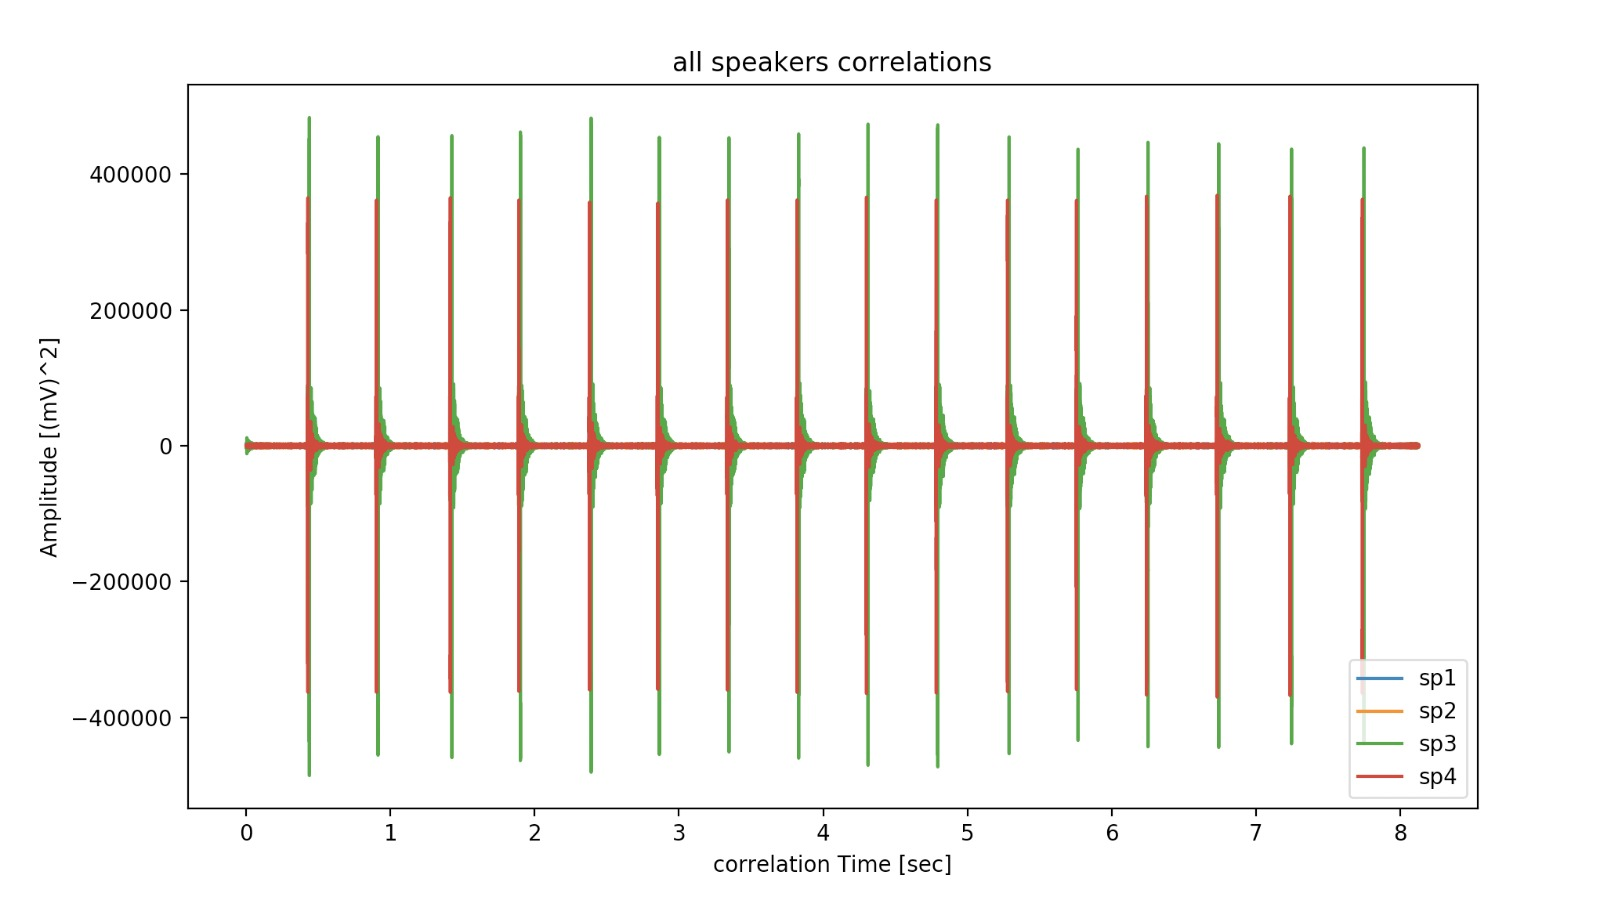 all speakers correlations
Amplitude [(mV)^2]
400000
200000
0
−200000
−400000
0 1 2 3 4 5 6 7 8
correlation Time [sec]
sp1
sp2
sp3
sp4